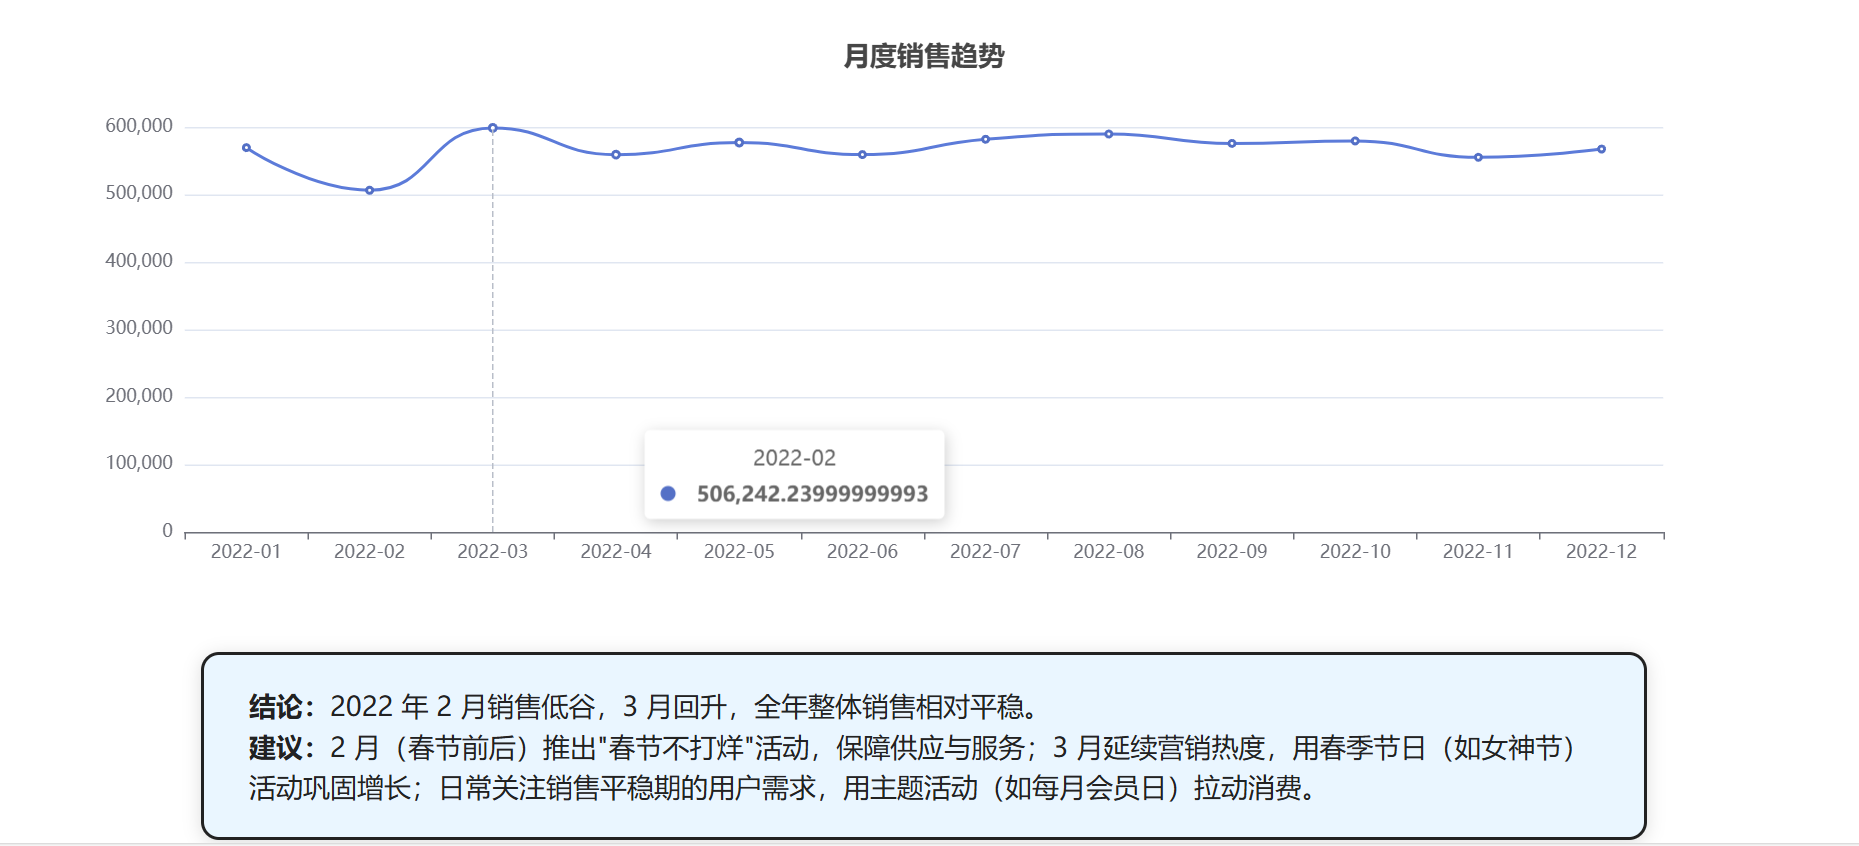 月度销售趋势
600,000
500,000
400,000
300,000
200,000
100,000
0
2022-02
506,242.23999999993
2022-01 2022-02 2022-03 2022-04 2022-05 2022-06 2022-07 2022-08 2022-09 2022-10 2022-11 2022-12
结论：2022 年 2 月销售低谷，3 月回升，全年整体销售相对平稳。
建议：2 月（春节前后）推出"春节不打烊"活动，保障供应与服务；3 月延续营销热度，用春季节日（如女神节）
活动巩固增长；日常关注销售平稳期的用户需求，用主题活动（如每月会员日）拉动消费。